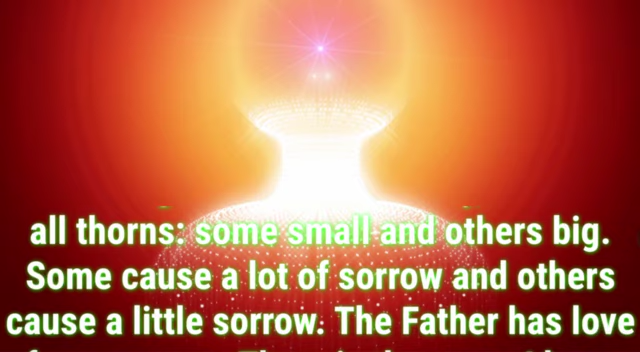 all thorns: some small and others big.
Some cause a lot of sorrow and others
cause a little sorrow. The Father has love